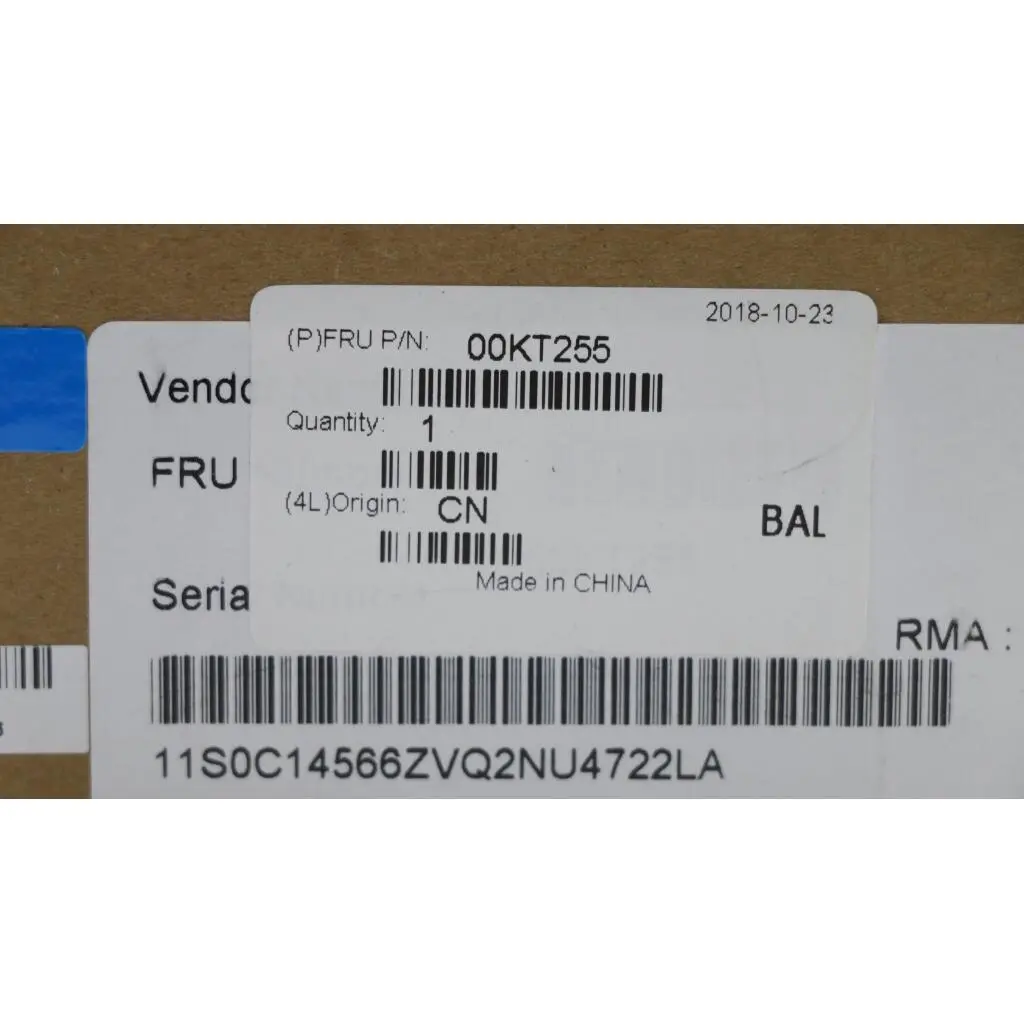 2018-10-23
(P)FRU P/N: 00KT255
Vendo
Quantity: 1
FRU
(4L)Origin: CN
BAL
Made in CHINA
Seria
RMA :
11S0C14566ZVQ2NU4722LA